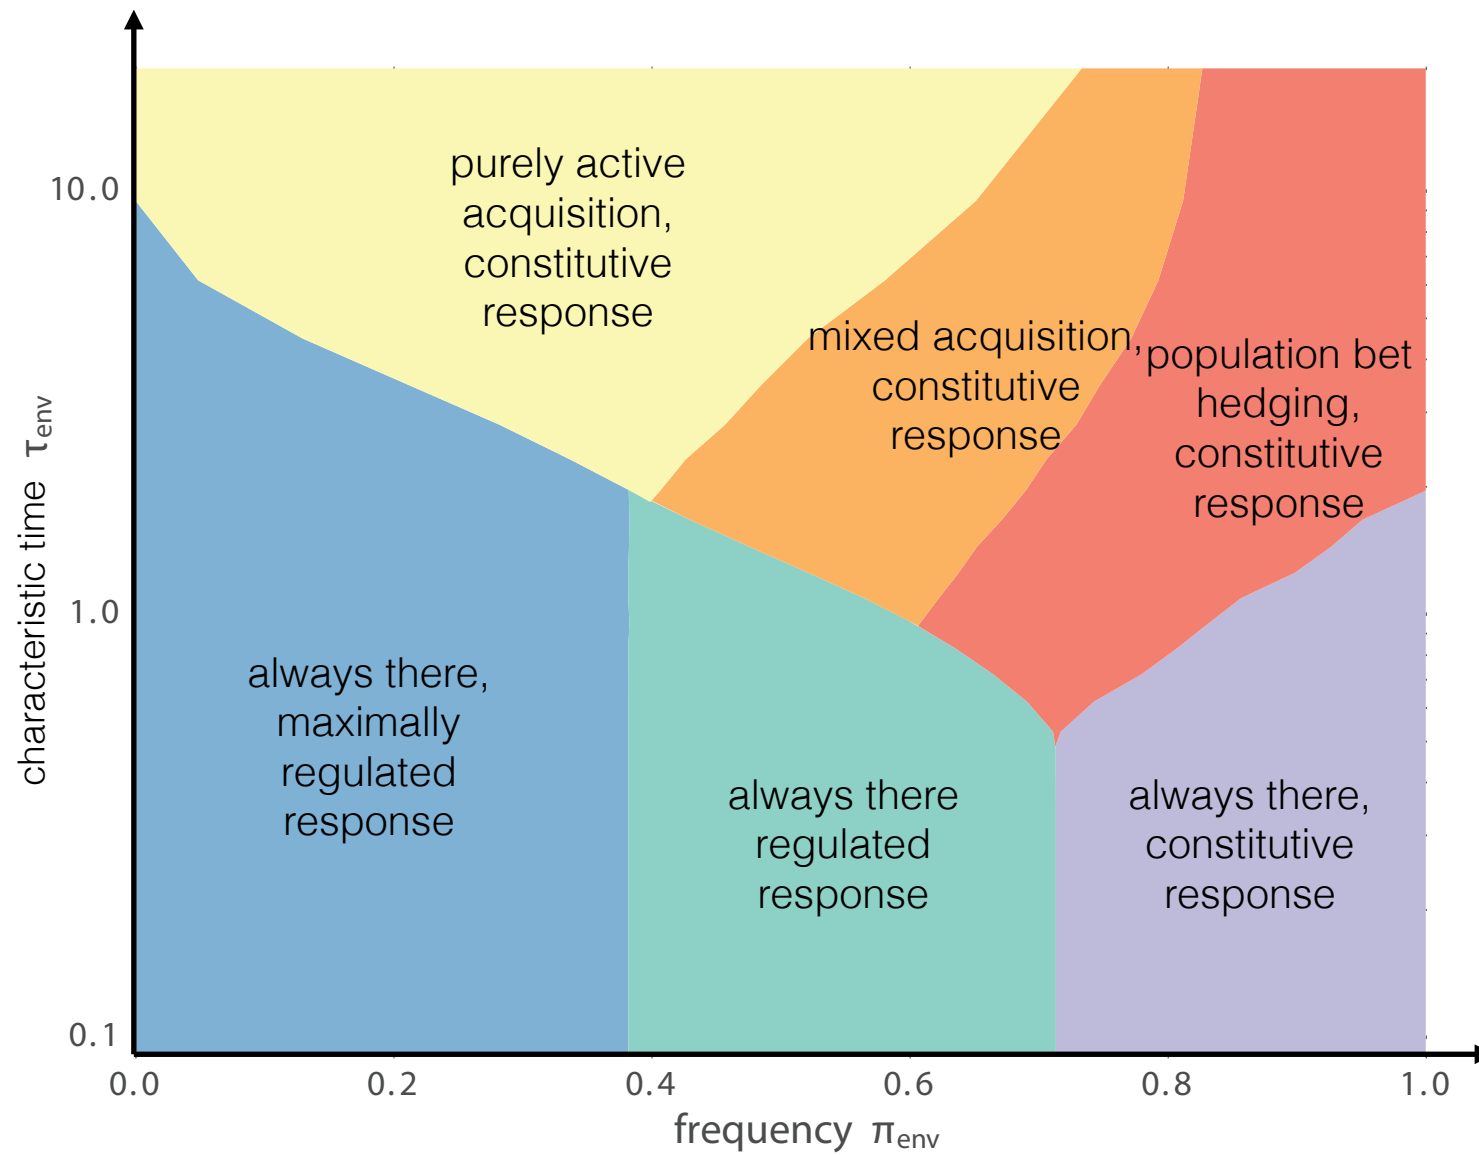 purely active
acquisition,
constitutive
response
mixed acquisition,
constitutive
response
population bet
hedging,
constitutive
response
always there,
maximally
regulated
response
always there
regulated
response
always there,
constitutive
response
characteristic time τenv
10.0
1.0
0.1
0.0 0.2 0.4 0.6 0.8 1.0
frequency πenv